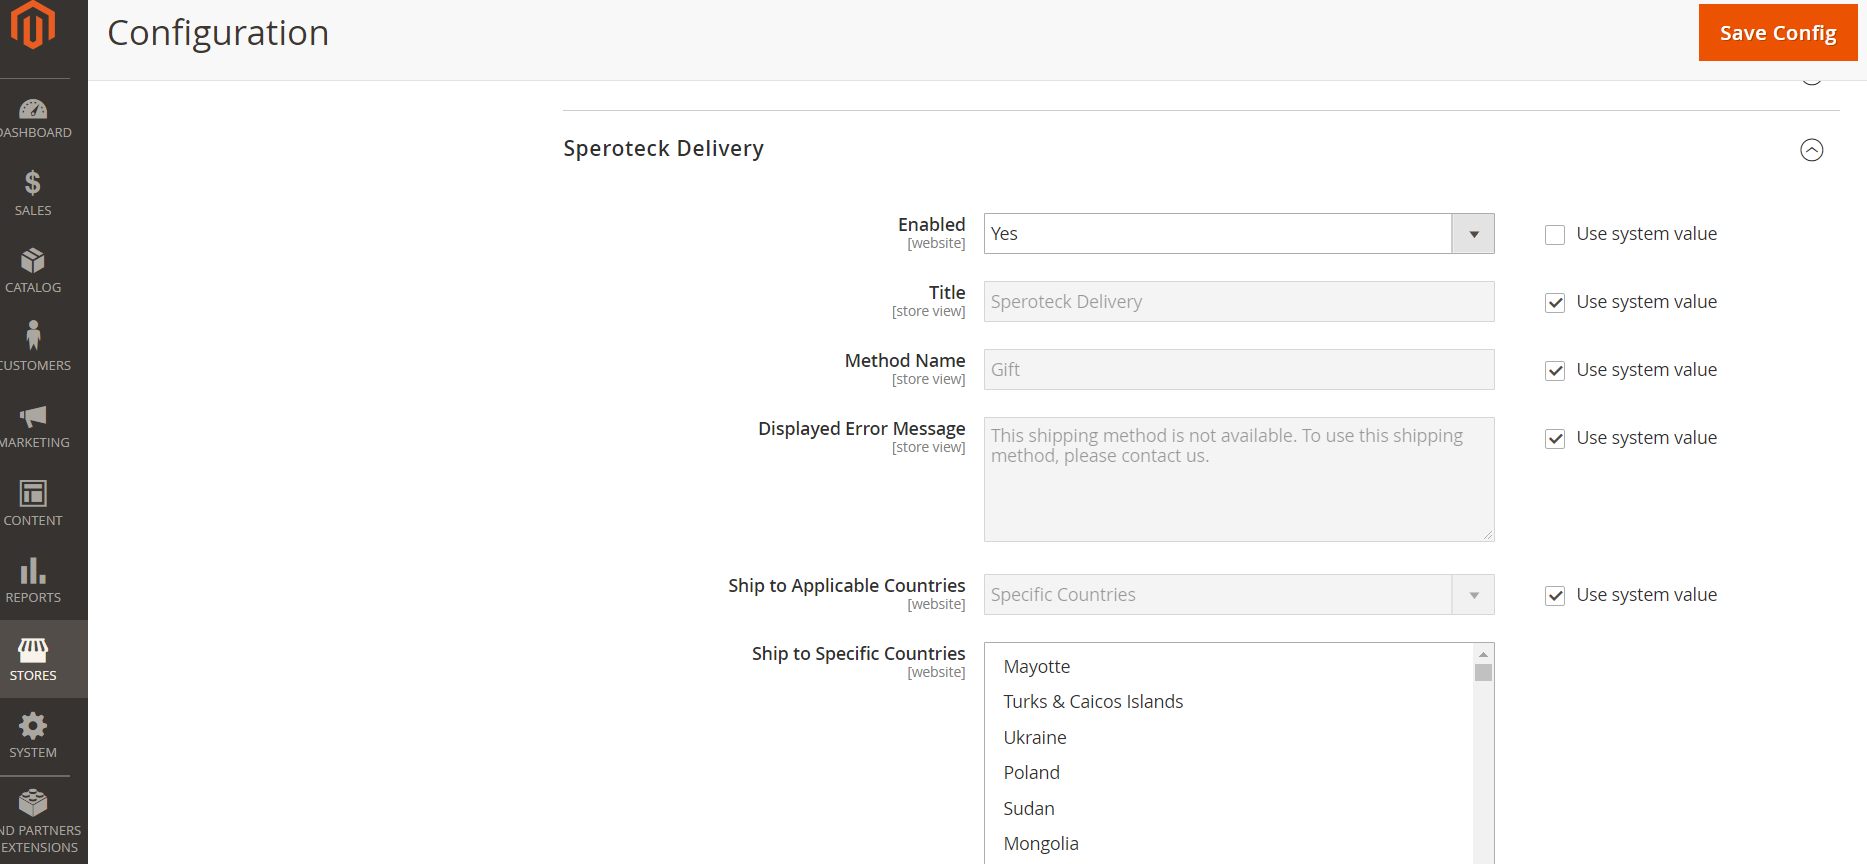 Configuration
Save Config
DASHBOARD
SALES
CATALOG
CUSTOMERS
MARKETING
CONTENT
REPORTS
STORES
SYSTEM
ND PARTNERS
EXTENSIONS
Speroteck Delivery
Enabled
[website]
Yes
Use system value
Title
[store view]
Speroteck Delivery
Use system value
Method Name
[store view]
Gift
Use system value
Displayed Error Message
[store view]
This shipping method is not available. To use this shipping
method, please contact us.
Use system value
Ship to Applicable Countries
[website]
Specific Countries
Use system value
Ship to Specific Countries
[website]
Mayotte
Turks & Caicos Islands
Ukraine
Poland
Sudan
Mongolia